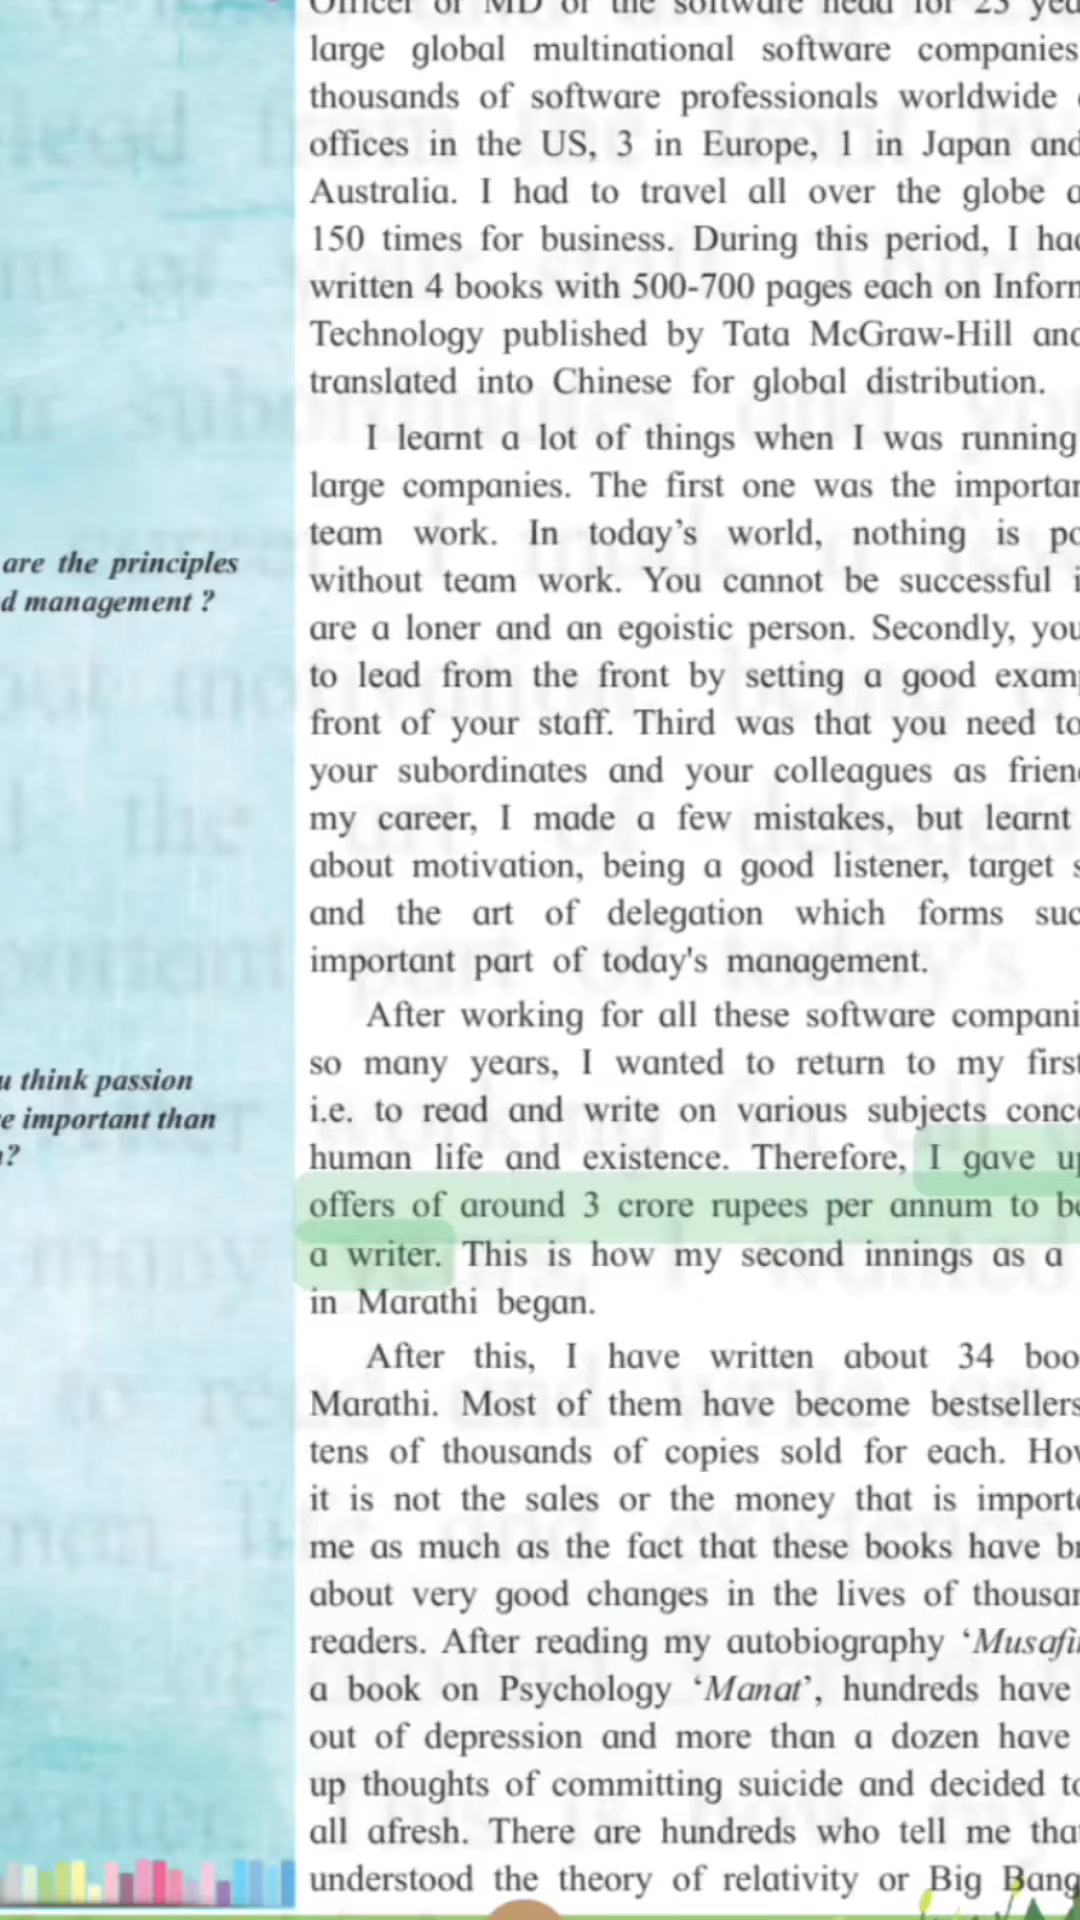 large global multinational software companies
thousands of software professionals worldwide
offices in the US, 3 in Europe, 1 in Japan and
Australia. I had to travel all over the globe
150 times for business. During this period, I
written 4 books with 500-700 pages each on
Technology published by Tata McGraw-Hill
translated into Chinese for global distribution.
I learnt a lot of things when I was running
large companies. The first one was the
team work. In today's world, nothing is
without team work. You cannot be successful
are a loner and an egoistic person. Secondly, you
to lead from the front by setting a good
front of your staff. Third was that you need to
your subordinates and your colleagues as
my career, I made a few mistakes, but learnt
about motivation, being a good listener, target
and the art of delegation which forms
important part of today's management.
After working for all these software
so many years, I wanted to return to my first
i.e. to read and write on various subjects
human life and existence. Therefore, I gave
offers of around 3 crore rupees per annum to
a writer. This is how my second innings as a
in Marathi began.
After this, I have written about 34
Marathi. Most of them have become bestsellers
tens of thousands of copies sold for each.
it is not the sales or the money that is
me as much as the fact that these books have
about very good changes in the lives of
readers. After reading my autobiography
a book on Psychology ‘Manat’, hundreds have
out of depression and more than a dozen have
up thoughts of committing suicide and decided
all afresh. There are hundreds who tell me
understood the theory of relativity or Big Bang
are the principles
management ?
think passion
important than